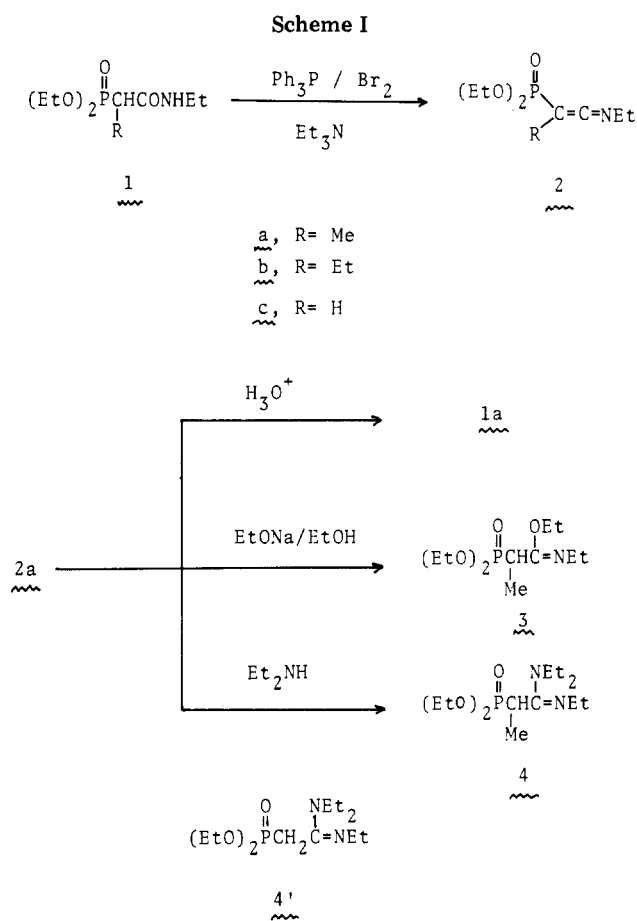 Scheme I
O
(EtO)2PCHCONHEt
R
1
Ph3P / Br2
Et3N
O
(EtO)2P
R
C=C=NEt
2
a, R= Me
b, R= Et
c, R= H
2a
H3O+
1a
EtONa/EtOH
O OEt
(EtO)2PCHC=NEt
Me
3
Et2NH
O NEt2
(EtO)2PCHC=NEt
Me
4
O NEt2
(EtO)2PCH2C=NEt
4'